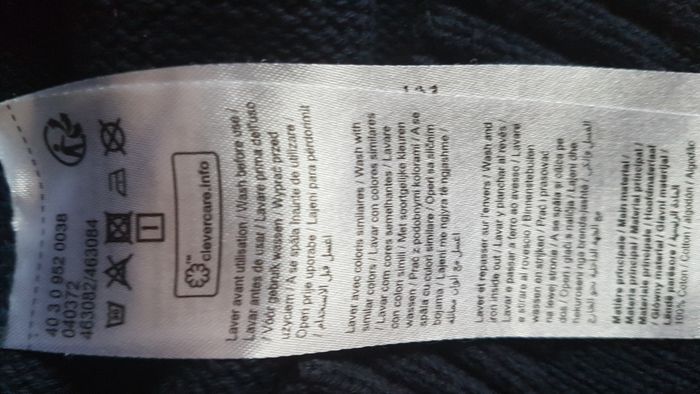 40 3 0 952 0038
040372
463082/463084
clevercare.info
Laver avant utilisation / Wash before use /
Lavar antes de usar / Lavare prima dell'uso
/ Vóór gebruik wassen / Wyprać przed
użyciem / A se spăla înainte de utilizare /
Operi prije uporabe / Lajeni para përdorimit
/ اغسل قبل الاستخدام
Laver avec coloris similaires / Wash with
similar colors / Lavar con colores similares
/ Lavar com cores semelhantes / Lavare
con colori simili / Met soortgelijke kleuren
wassen / Prać z podobnymi kolorami / A se
spăla cu culori similare / Operi sa sličnim
bojama / Lajeni me ngjyra të ngjashme /
Laver et repasser sur l'envers / Wash and
iron inside out / Lavar y planchar al revés /
Lavar e passar a ferro ao avesso / Lavare
e stirare al rovescio / Binnenstebuiten
wassen en strijken / Prać i prasować
na lewej stronie / A se spăla și călca pe
dos / Operi i glačaj s naličja / Lajeni dhe
hekuroseni nga brenda-jashtë /
Matière principale / Main material /
Materia principal / Material principal /
Materiale principale / Hoofdmateriaal
/ Główny materiał / Material /
100% Coton / Cotton / Algodón / Algodão